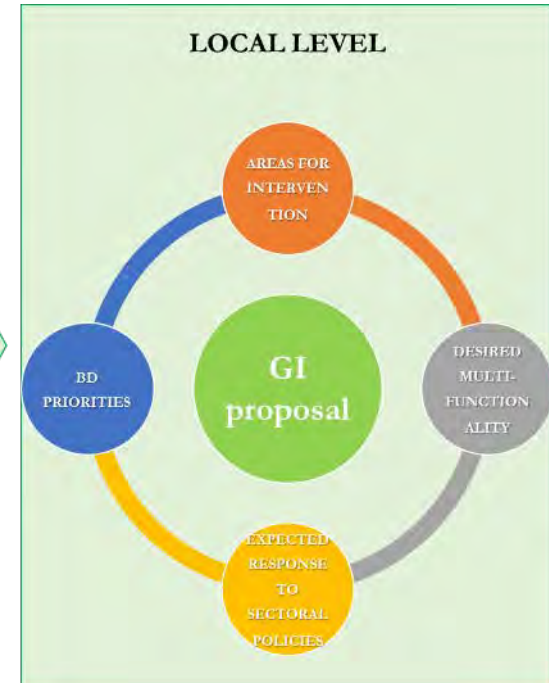 LOCAL LEVEL
AREAS FOR
INTERVEN
TION
BD
PRIORITIES
GI
proposal
DESIRED
MULTI-
FUNCTION
ALITY
EXPECTED
RESPONSE
TO
SECTORAL
POLICIES